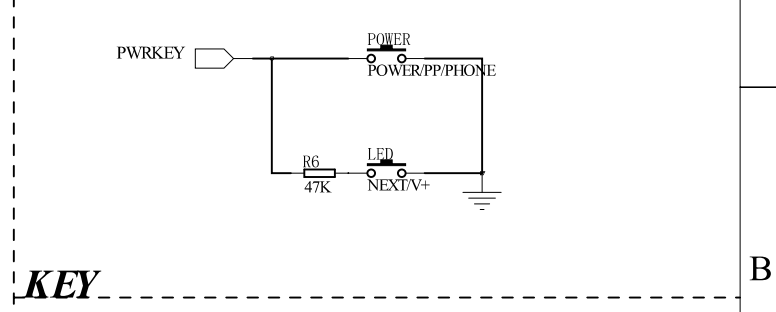 POWER
PWRKEY
POWER/PP/PHONE
LED
R6
47K
NEXT/V+
KEY
B